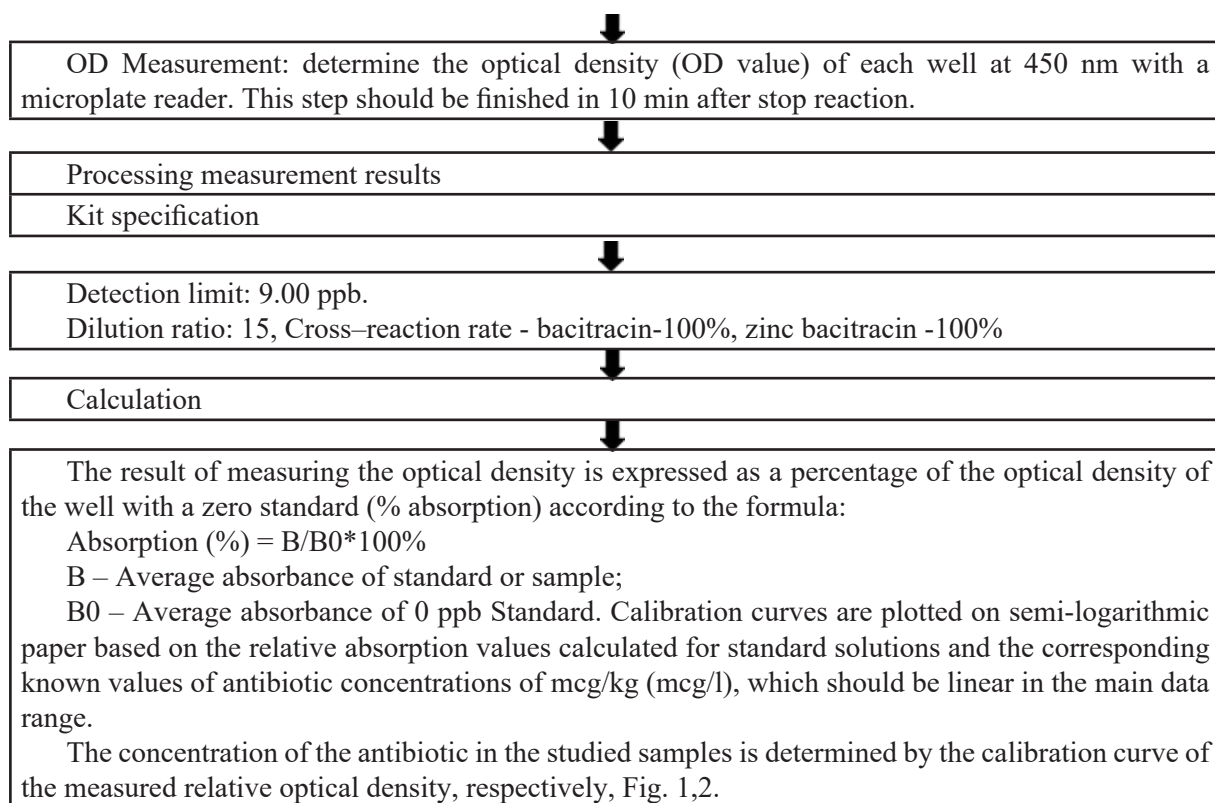 OD Measurement: determine the optical density (OD value) of each well at 450 nm with a
microplate reader. This step should be finished in 10 min after stop reaction.
Processing measurement results
Kit specification
Detection limit: 9.00 ppb.
Dilution ratio: 15, Cross–reaction rate - bacitracin-100%, zinc bacitracin -100%
Calculation
The result of measuring the optical density is expressed as a percentage of the optical density of
the well with a zero standard (% absorption) according to the formula:
Absorption (%) = B/B0*100%
B – Average absorbance of standard or sample;
B0 – Average absorbance of 0 ppb Standard. Calibration curves are plotted on semi-logarithmic
paper based on the relative absorption values calculated for standard solutions and the corresponding
known values of antibiotic concentrations of mcg/kg (mcg/l), which should be linear in the main data
range.
The concentration of the antibiotic in the studied samples is determined by the calibration curve of
the measured relative optical density, respectively, Fig. 1,2.